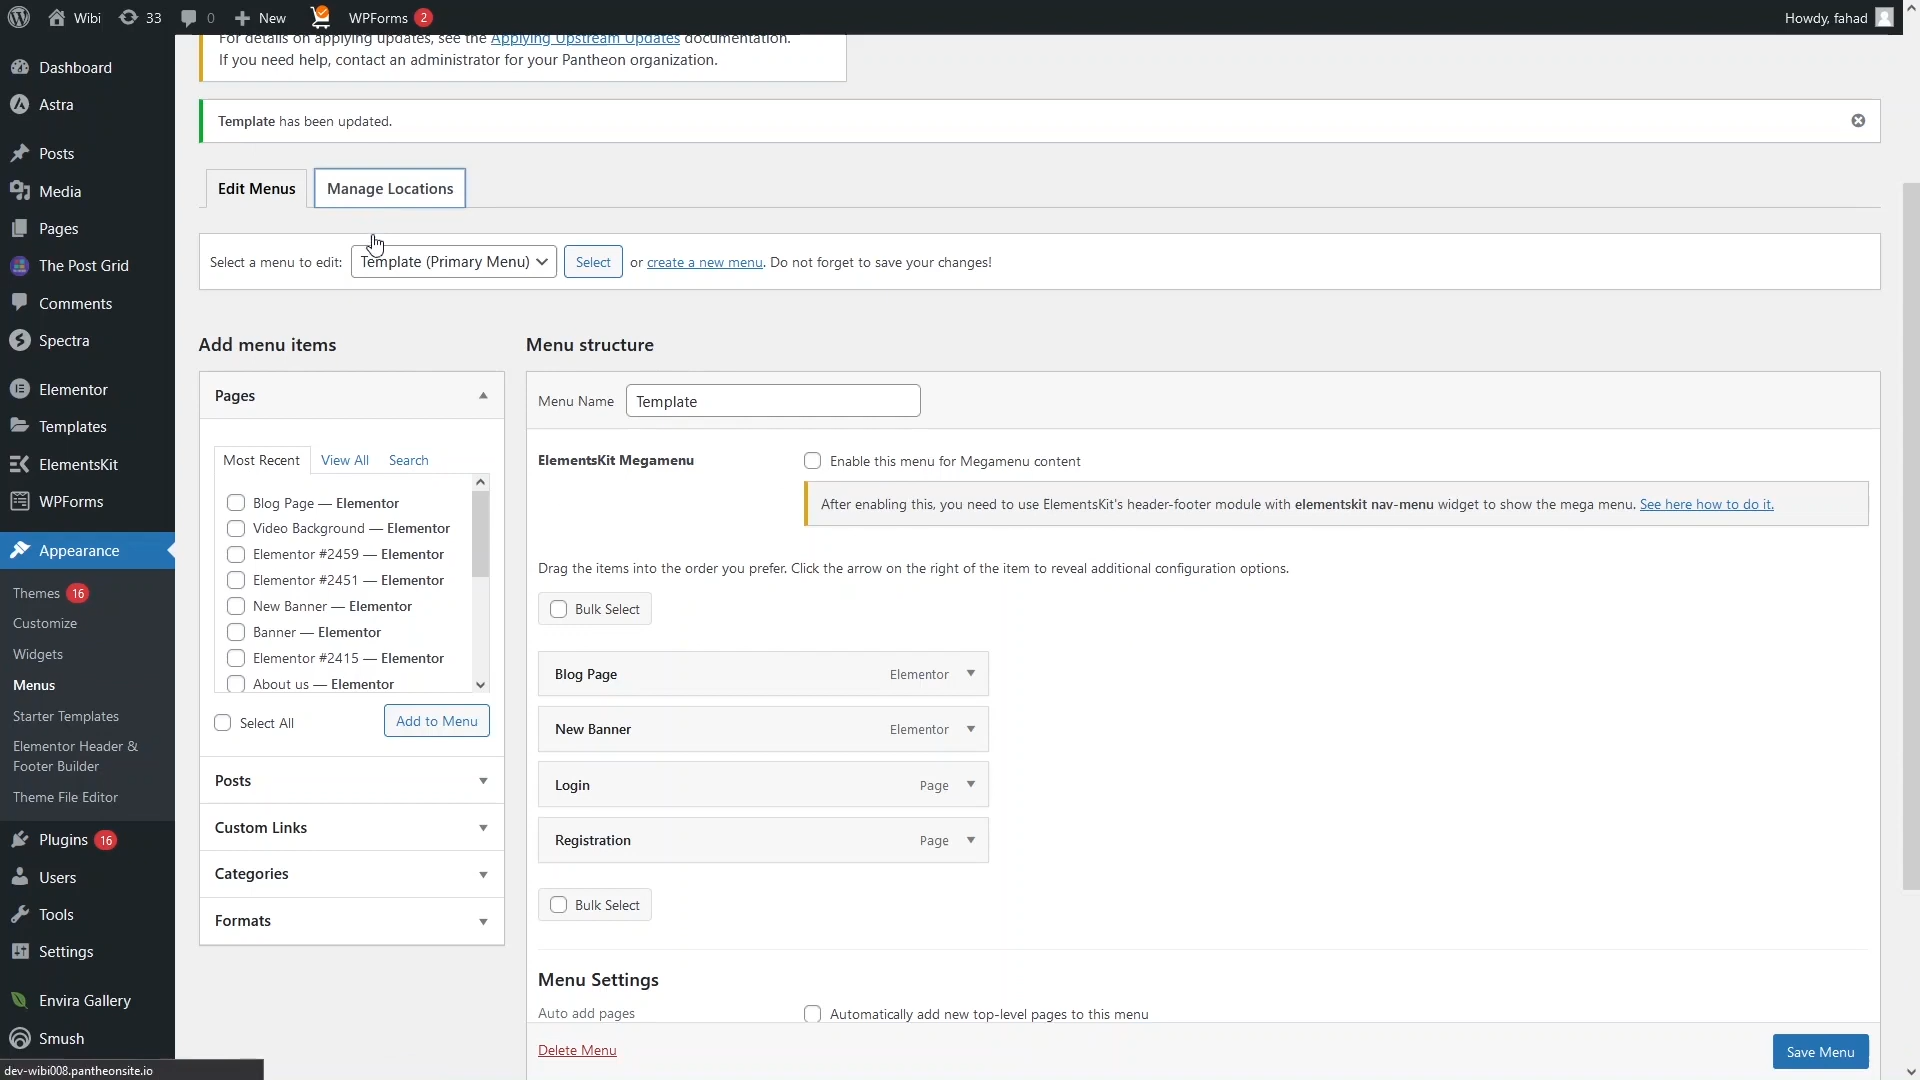 Wibi 33 0 New WPForms 2 Howdy, fahad
For details on applying updates, see the Applying Upstream Updates documentation.
If you need help, contact an administrator for your Pantheon organization.
Template has been updated.
Edit Menus Manage Locations
Select a menu to edit: Template (Primary Menu) Select or create a new menu. Do not forget to save your changes!
Dashboard
Astra
Posts
Media
Pages
The Post Grid
Comments
Spectra
Elementor
Templates
ElementsKit
WPForms
Appearance
Themes 16
Customize
Widgets
Menus
Starter Templates
Elementor Header &
Footer Builder
Theme File Editor
Plugins 16
Users
Tools
Settings
Envira Gallery
Smush
dev-wibi008.pantheonsite.io
Add menu items
Pages
Most Recent View All Search
Blog Page — Elementor
Video Background — Elementor
Elementor #2459 — Elementor
Elementor #2451 — Elementor
New Banner — Elementor
Banner — Elementor
Elementor #2415 — Elementor
About us — Elementor
Select All Add to Menu
Posts
Custom Links
Categories
Formats
Menu structure
Menu Name Template
ElementsKit Megamenu Enable this menu for Megamenu content
After enabling this, you need to use ElementsKit's header-footer module with elementskit nav-menu widget to show the mega menu. See here how to do it.
Drag the items into the order you prefer. Click the arrow on the right of the item to reveal additional configuration options.
Bulk Select
Blog Page Elementor
New Banner Elementor
Login Page
Registration Page
Bulk Select
Menu Settings
Auto add pages Automatically add new top-level pages to this menu
Delete Menu Save Menu